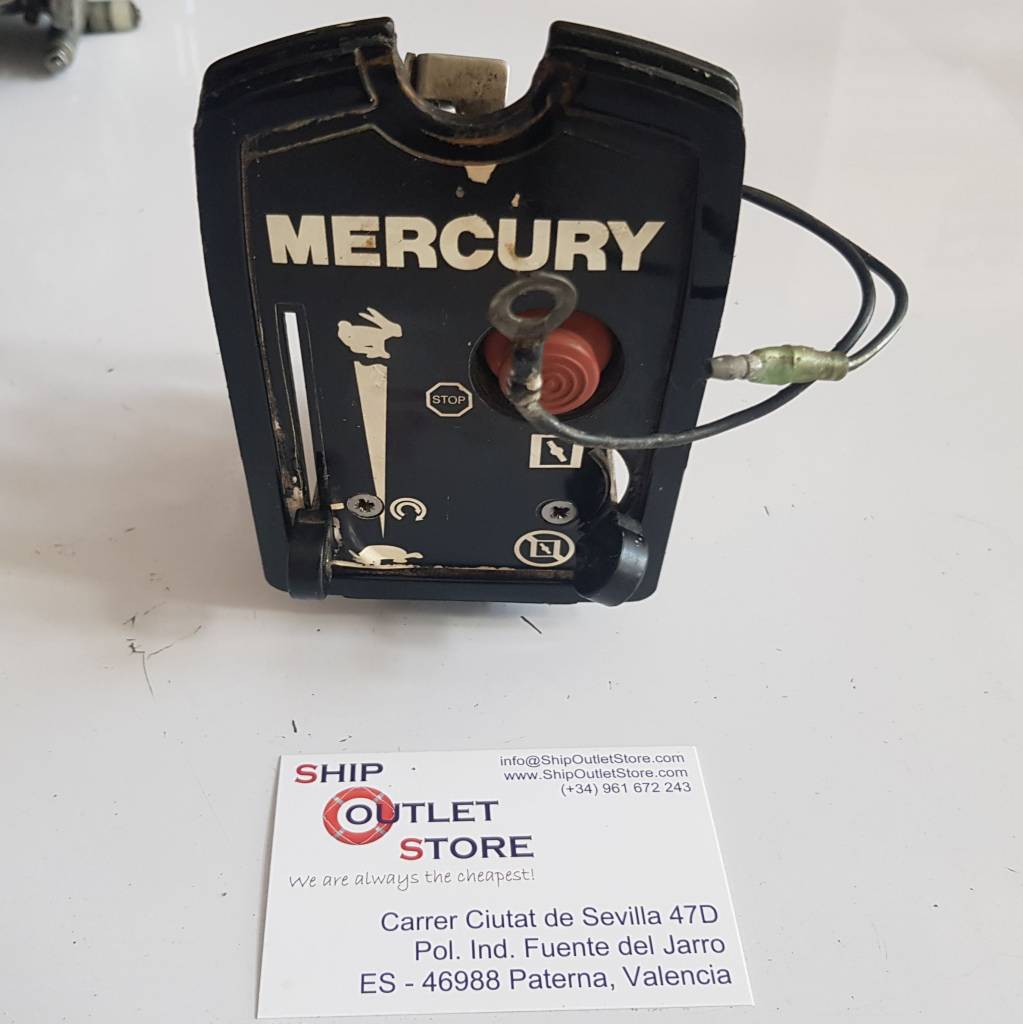 MERCURY
STOP
SHIP
OUTLET
STORE
We are always the cheapest!
info@ShipOutletStore.com
www.ShipOutletStore.com
(+34) 961 672 243
Carrer Ciutat de Sevilla 47D
Pol. Ind. Fuente del Jarro
ES - 46988 Paterna, Valencia